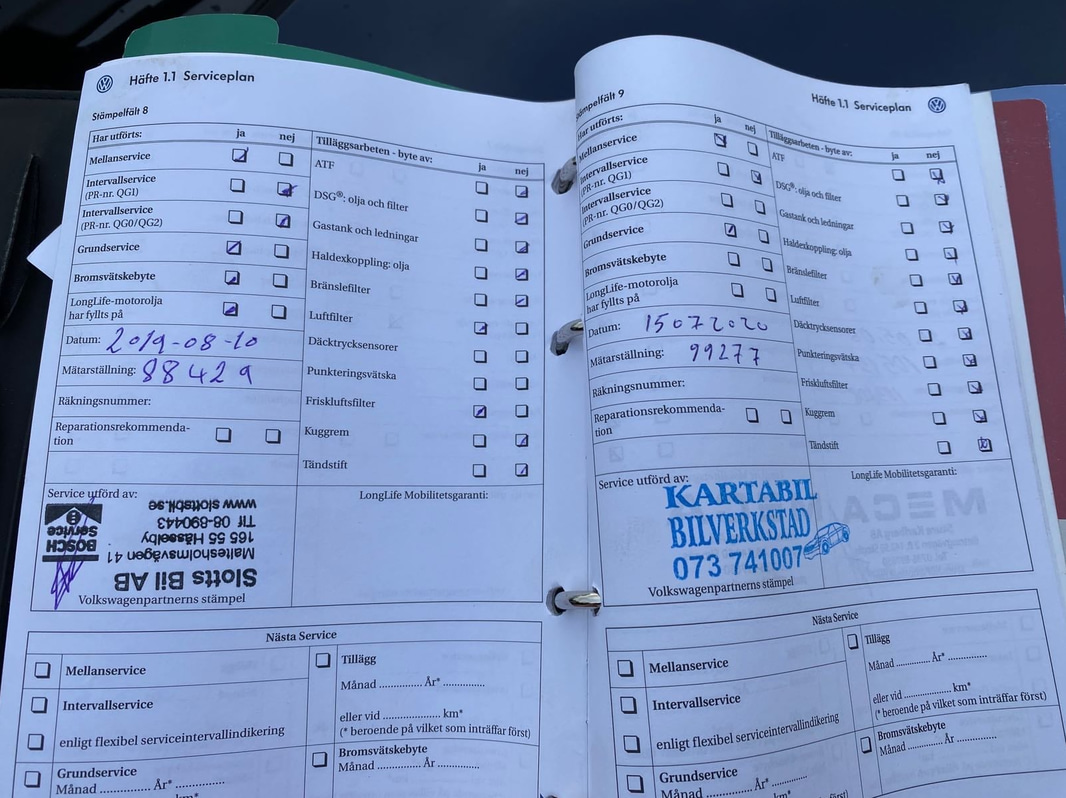 Häfte 1.1 Serviceplan
Stämpelfält 8
Har utförts: ja nej
Mellanservice
Intervallservice
(PR-nr. QG1)
Intervallservice
(PR-nr. QG0/QG2)
Grundservice
Bromsvätskebyte
LongLife-motorolja
har fyllts på
Datum: 2019-08-10
Mätarställning: 88429
Räkningsnummer:
Reparationsrekommenda-
tion
Tilläggsarbeten - byte av: ja nej
ATF
DSG®: olja och filter
Gastank och ledningar
Haldexkoppling: olja
Bränslefilter
Luftfilter
Däcktrycksensorer
Punkteringsvätska
Friskluftsfilter
Kuggrem
Tändstift
Service utförd av:
Slotts Bil AB
Maltesholmsvägen 41
165 55 Hässelby
Tfn 08-890443
www.slottsbil.se
BOSCH
Service
Volkswagenpartnerns stämpel
LongLife Mobilitetsgaranti:
Nästa Service
Mellanservice
Intervallservice
enligt flexibel serviceintervallindikering
Grundservice
Månad .............. År* ..............
km*
Tillägg
Månad .............. År* ..............
eller vid .................... km*
(* beroende på vilket som inträffar först)
Bromsvätskebyte
Månad .............. År ..............
Häfte 1.1 Serviceplan
Stämpelfält 9
Har utförts: ja nej
Mellanservice
Intervallservice
(PR-nr. QG1)
Intervallservice
(PR-nr. QG0/QG2)
Grundservice
Bromsvätskebyte
LongLife-motorolja
har fyllts på
Datum: 15072020
Mätarställning: 99277
Räkningsnummer:
Reparationsrekommenda-
tion
Tilläggsarbeten - byte av: ja nej
ATF
DSG®: olja och filter
Gastank och ledningar
Haldexkoppling: olja
Bränslefilter
Luftfilter
Däcktrycksensorer
Punkteringsvätska
Friskluftsfilter
Kuggrem
Tändstift
Service utförd av:
KARTABIL
BILVERKSTAD
073 741007
Volkswagenpartnerns stämpel
LongLife Mobilitetsgaranti:
Nästa Service
Mellanservice
Intervallservice
enligt flexibel serviceintervallindikering
Grundservice
Månad .............. År* ..............
Tillägg
Månad .............. År* ..............
eller vid .................... km*
(* beroende på vilket som inträffar först)
Bromsvätskebyte
Månad .............. År ..............